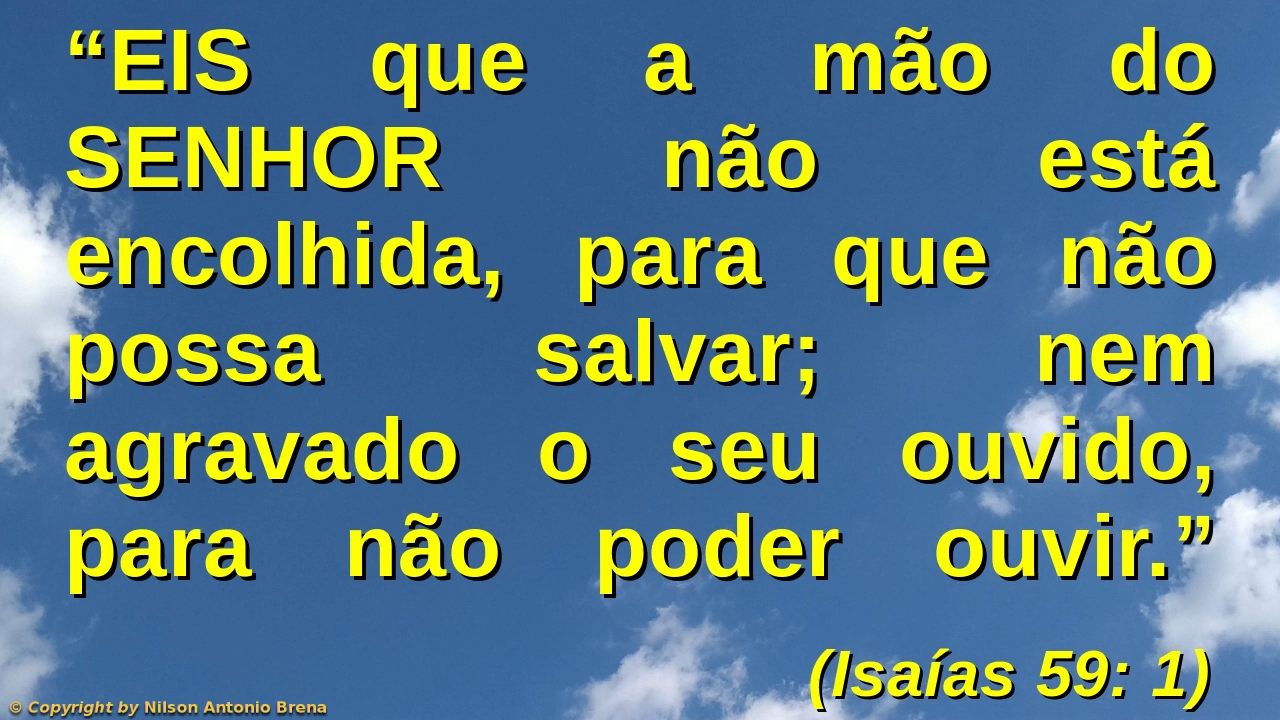 “EIS que a mão do
SENHOR não está
encolhida, para que não
possa salvar; nem
agravado o seu ouvido,
para não poder ouvir.”
(Isaías 59: 1)
© Copyright by Nilson Antonio Brena